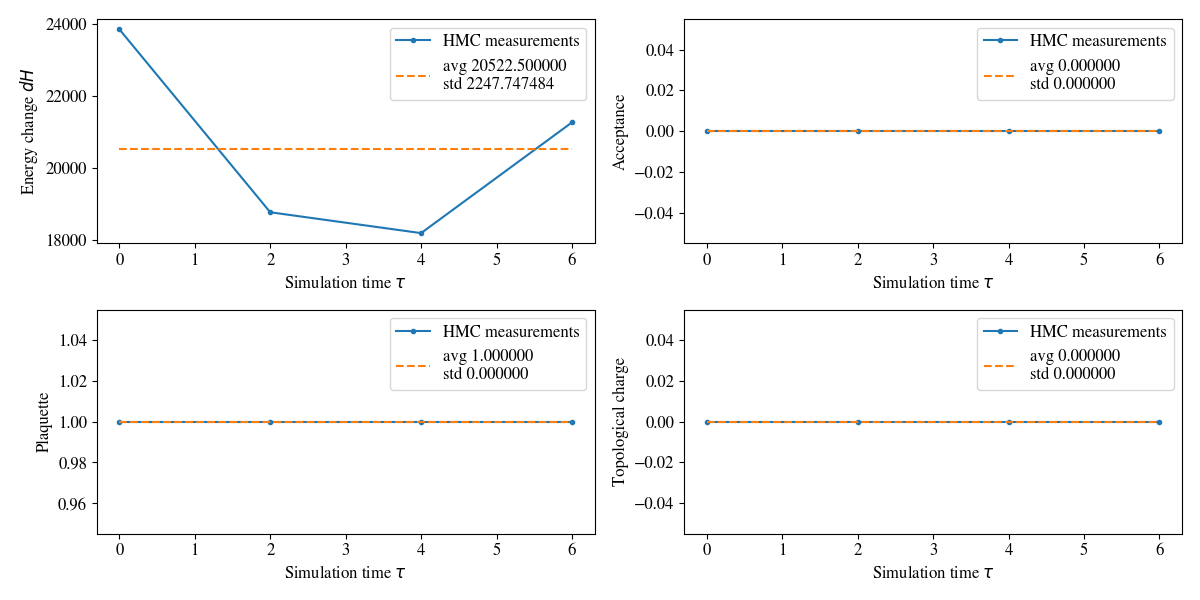 24000
22000
20000
18000
Energy change dH
HMC measurements
avg 20522.500000
std 2247.747484
0 1 2 3 4 5 6
Simulation time τ
0.04
0.02
0.00
−0.02
−0.04
Acceptance
HMC measurements
avg 0.000000
std 0.000000
0 1 2 3 4 5 6
Simulation time τ
1.04
1.02
1.00
0.98
0.96
Plaquette
HMC measurements
avg 1.000000
std 0.000000
0 1 2 3 4 5 6
Simulation time τ
0.04
0.02
0.00
−0.02
−0.04
Topological charge
HMC measurements
avg 0.000000
std 0.000000
0 1 2 3 4 5 6
Simulation time τ